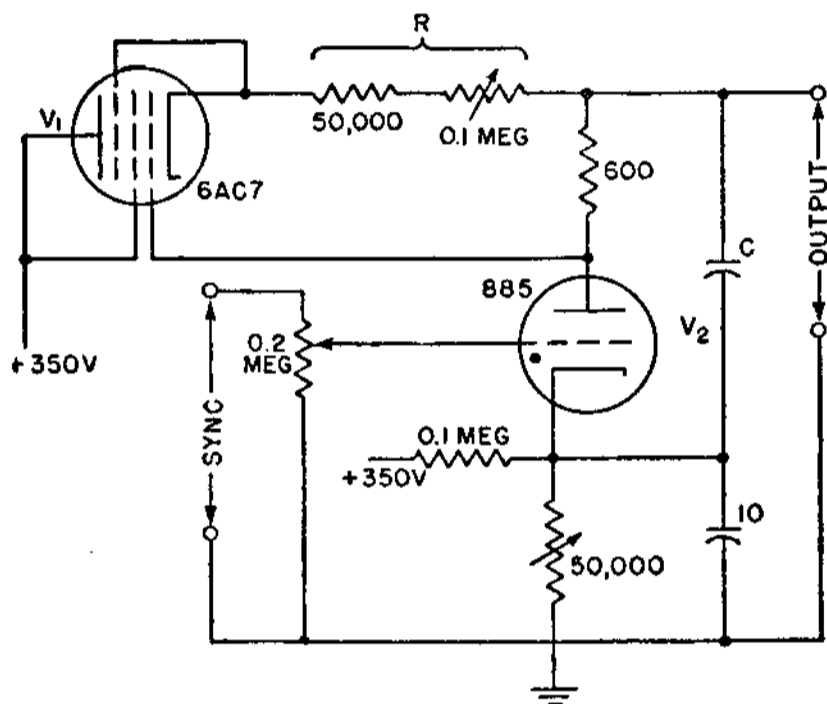 R
V1
50,000
0.1 MEG
6AC7
600
OUTPUT
C
885
V2
+350V
0.2 MEG
SYNC
0.1 MEG
+350V
10
50,000